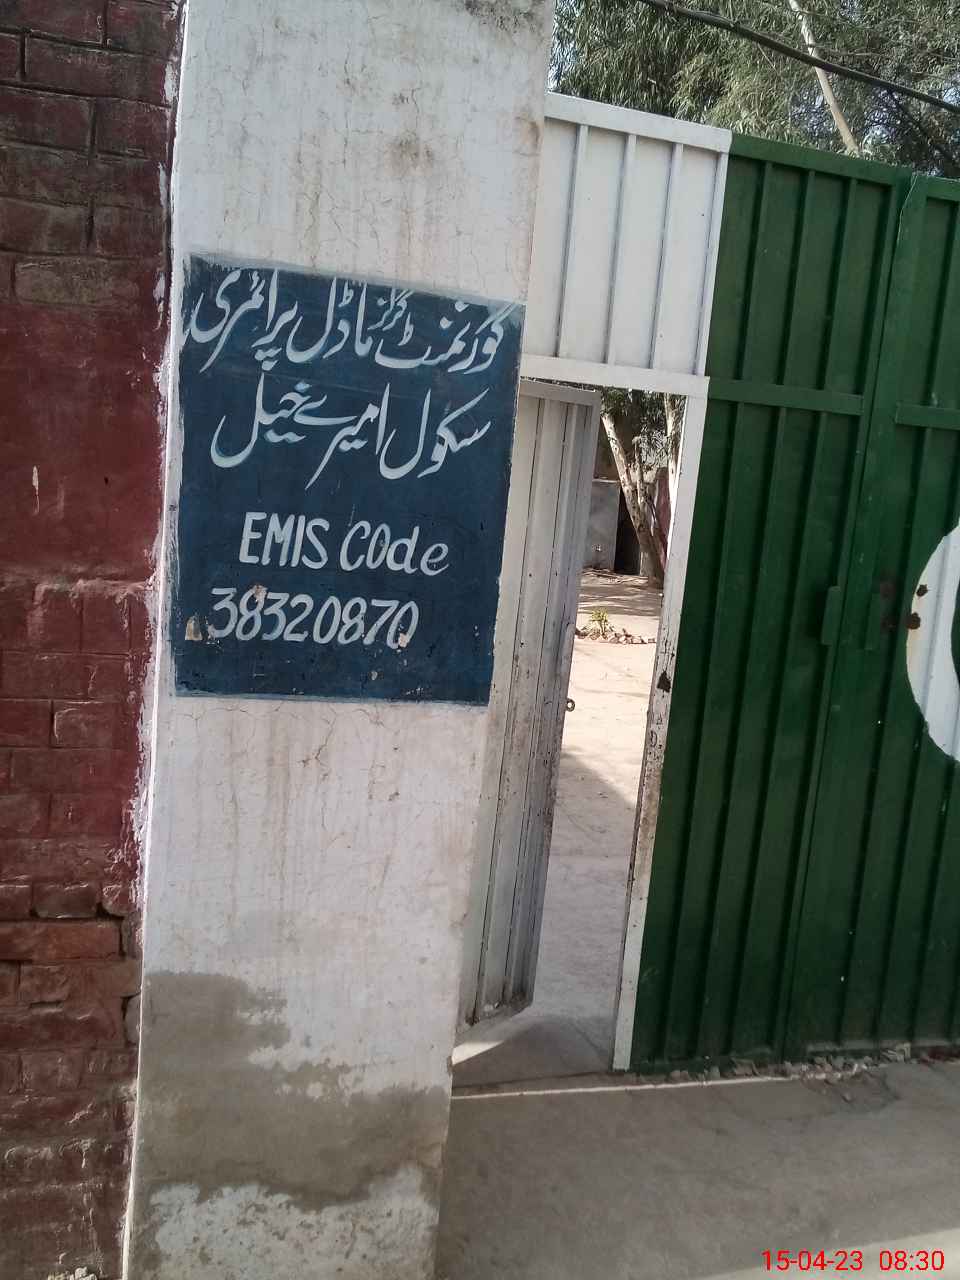 گورنمنٹ گرلز ماڈل پرائمری
سکول امیرے خیل
EMIS COde
38320870
15-04-23 08:30